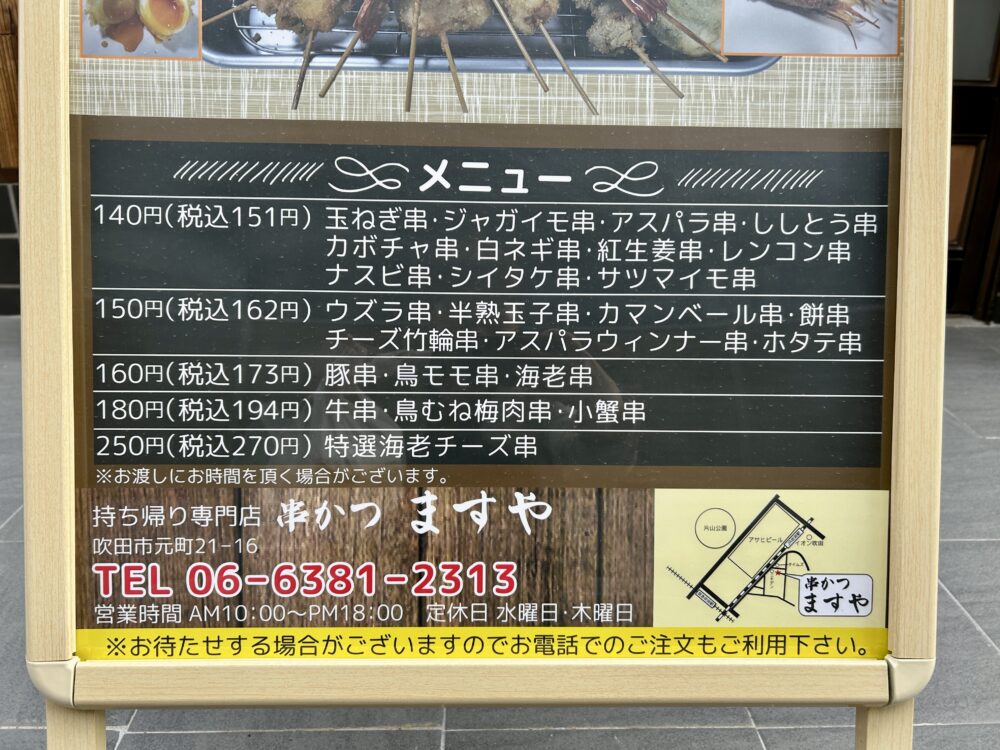 メニュー
140円(税込151円) 玉ねぎ串・ジャガイモ串・アスパラ串・ししとう串
カボチャ串・白ネギ串・紅生姜串・レンコン串
ナスビ串・シイタケ串・サツマイモ串
150円(税込162円) ウズラ串・半熟玉子串・カマンベール串・餅串
チーズ竹輪串・アスパラウィンナー串・ホタテ串
160円(税込173円) 豚串・鳥モモ串・海老串
180円(税込194円) 牛串・鳥むね梅肉串・小蟹串
250円(税込270円) 特選海老チーズ串
※お渡しにお時間を頂く場合がございます。
持ち帰り専門店 串かつ ますや
吹田市元町21-16
TEL 06-6381-2313
営業時間 AM10:00〜PM18:00 定休日 水曜日・木曜日
片山公園
アサヒビール
イオン吹田
串かつ
ますや
※お待たせする場合がございますのでお電話でのご注文もご利用下さい。